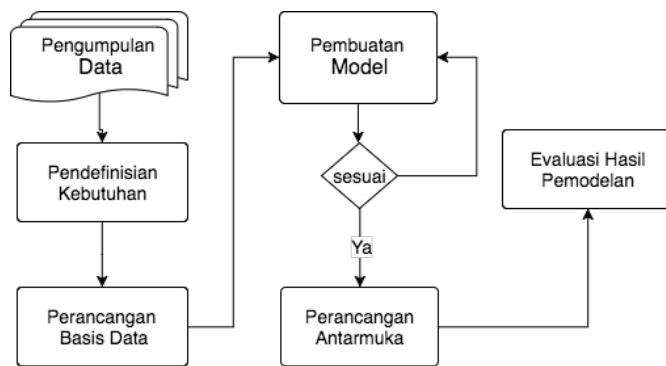 Pengumpulan
Data
Pendefinisian
Kebutuhan
Perancangan
Basis Data
Pembuatan
Model
sesuai
Ya
Perancangan
Antarmuka
Evaluasi Hasil
Pemodelan